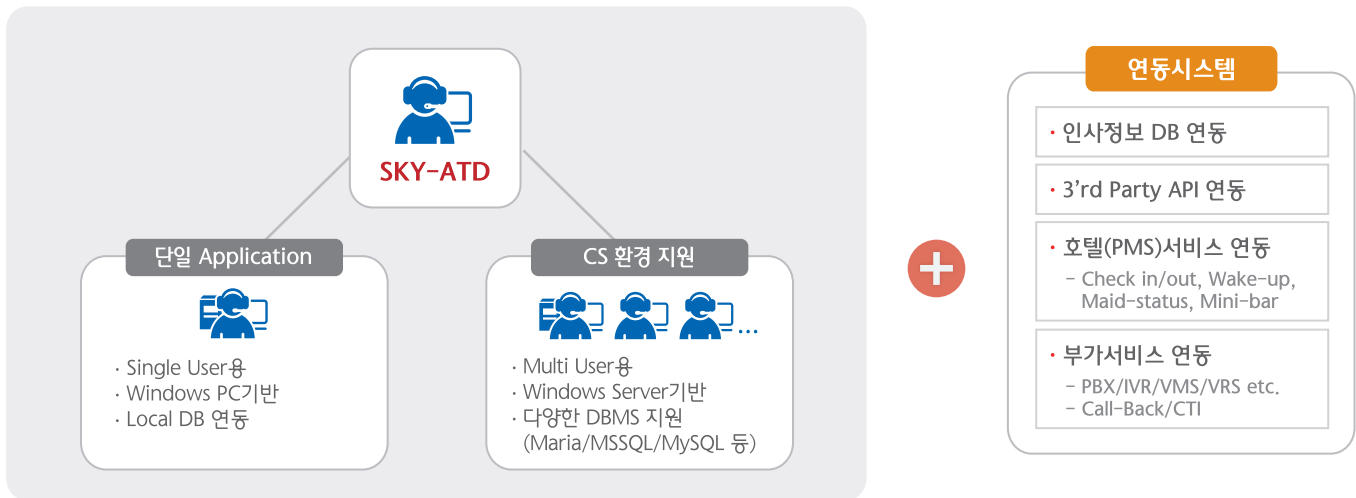 SKY-ATD
단일 Application
· Single User용
· Windows PC기반
· Local DB 연동
CS 환경 지원
...
· Multi User용
· Windows Server기반
· 다양한 DBMS 지원
(Maria/MSSQL/MySQL 등)
연동시스템
· 인사정보 DB 연동
· 3’rd Party API 연동
· 호텔(PMS)서비스 연동
- Check in/out, Wake-up,
Maid-status, Mini-bar
· 부가서비스 연동
- PBX/IVR/VMS/VRS etc.
- Call-Back/CTI